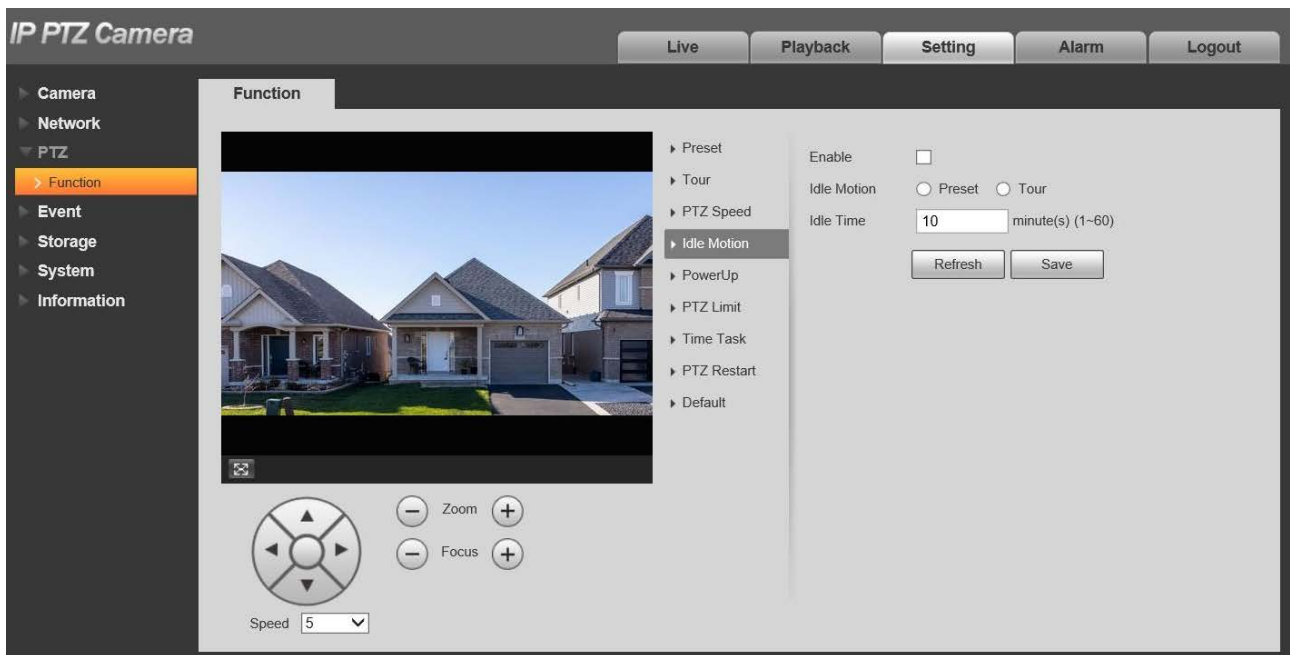 IP PTZ Camera
Live
Playback
Setting
Alarm
Logout
Camera
Network
PTZ
Function
Event
Storage
System
Information
Function
Preset
Tour
PTZ Speed
Idle Motion
PowerUp
PTZ Limit
Time Task
PTZ Restart
Default
Enable
Idle Motion Preset Tour
Idle Time 10 minute(s) (1~60)
Refresh Save
Zoom
Focus
Speed 5